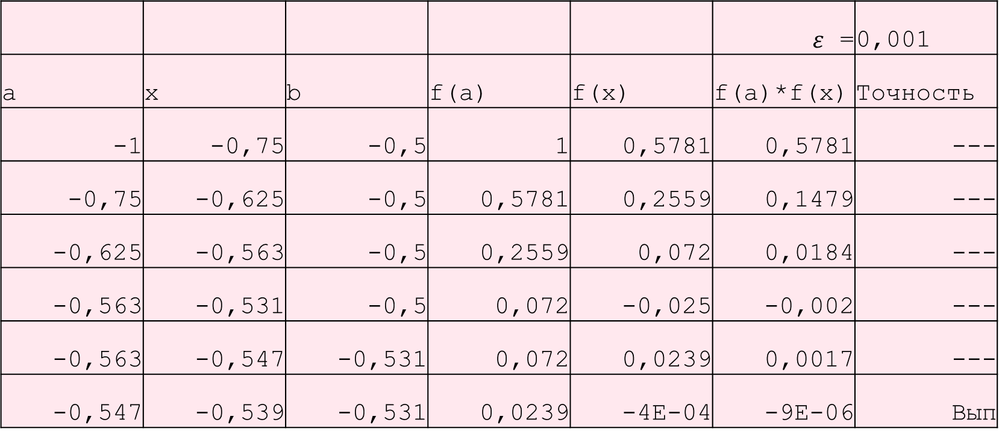 ε =0,001
a x b f(a) f(x) f(a)*f(x) Точность
-1 -0,75 -0,5 1 0,5781 0,5781 ---
-0,75 -0,625 -0,5 0,5781 0,2559 0,1479 ---
-0,625 -0,563 -0,5 0,2559 0,072 0,0184 ---
-0,563 -0,531 -0,5 0,072 -0,025 -0,002 ---
-0,563 -0,547 -0,531 0,072 0,0239 0,0017 ---
-0,547 -0,539 -0,531 0,0239 -4E-04 -9E-06 Вып